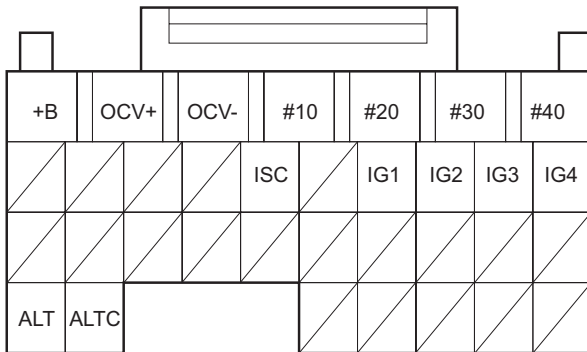 +B OCV+ OCV- #10 #20 #30 #40
ISC IG1 IG2 IG3 IG4
ALT ALTC